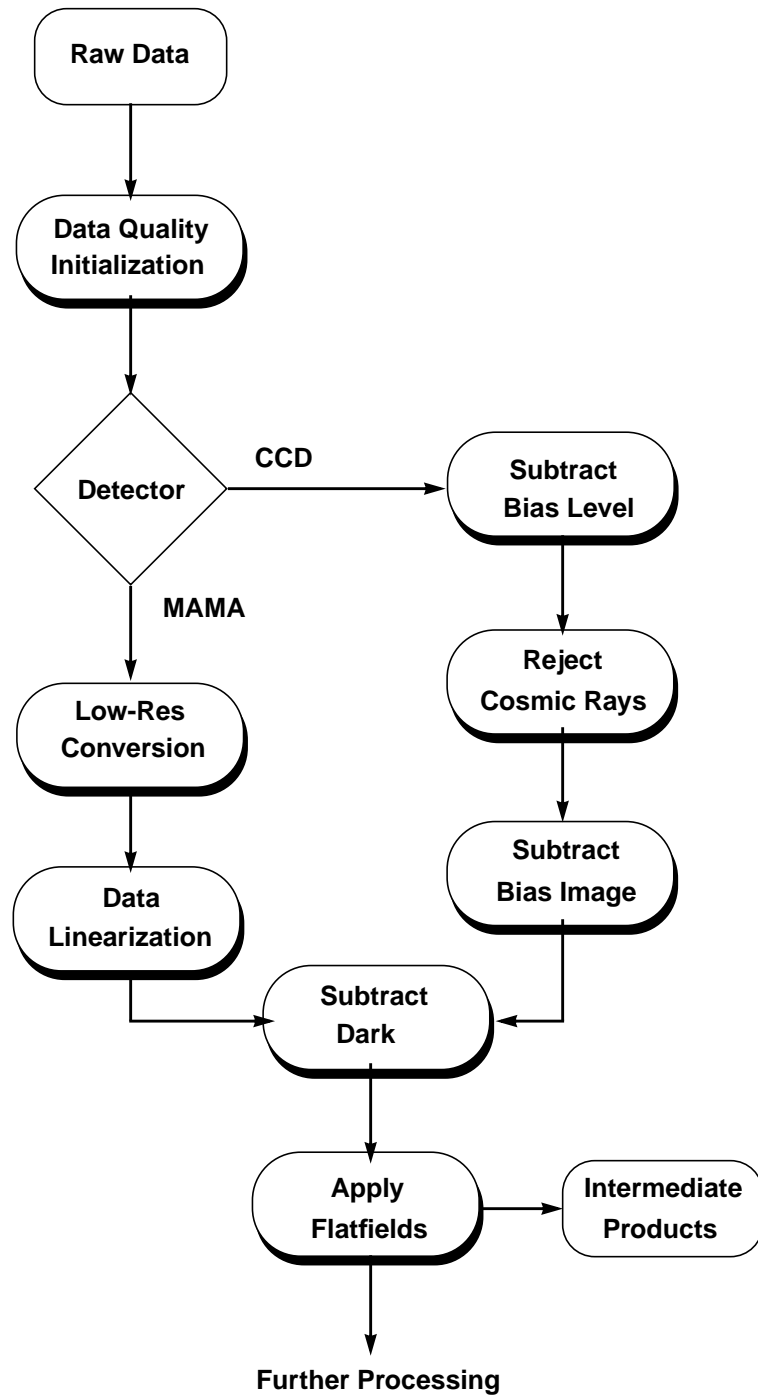 Raw Data
Data Quality
Initialization
Detector
CCD
MAMA
Subtract
Bias Level
Reject
Cosmic Rays
Subtract
Bias Image
Low-Res
Conversion
Data
Linearization
Subtract
Dark
Apply
Flatfields
Intermediate
Products
Further Processing